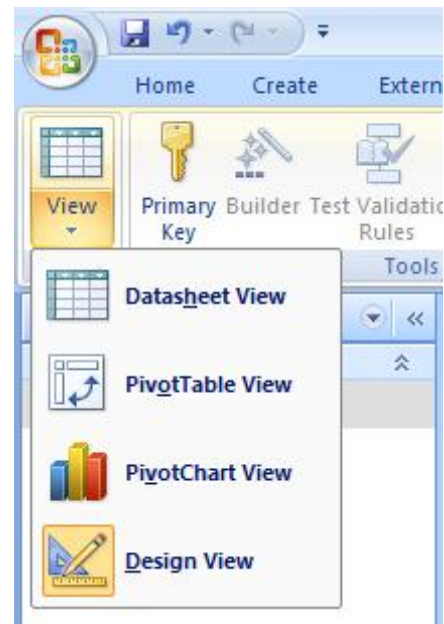 Home Create Extern
View Primary Key Builder Test Validatio
Rules
Tools
Datasheet View
PivotTable View
PivotChart View
Design View